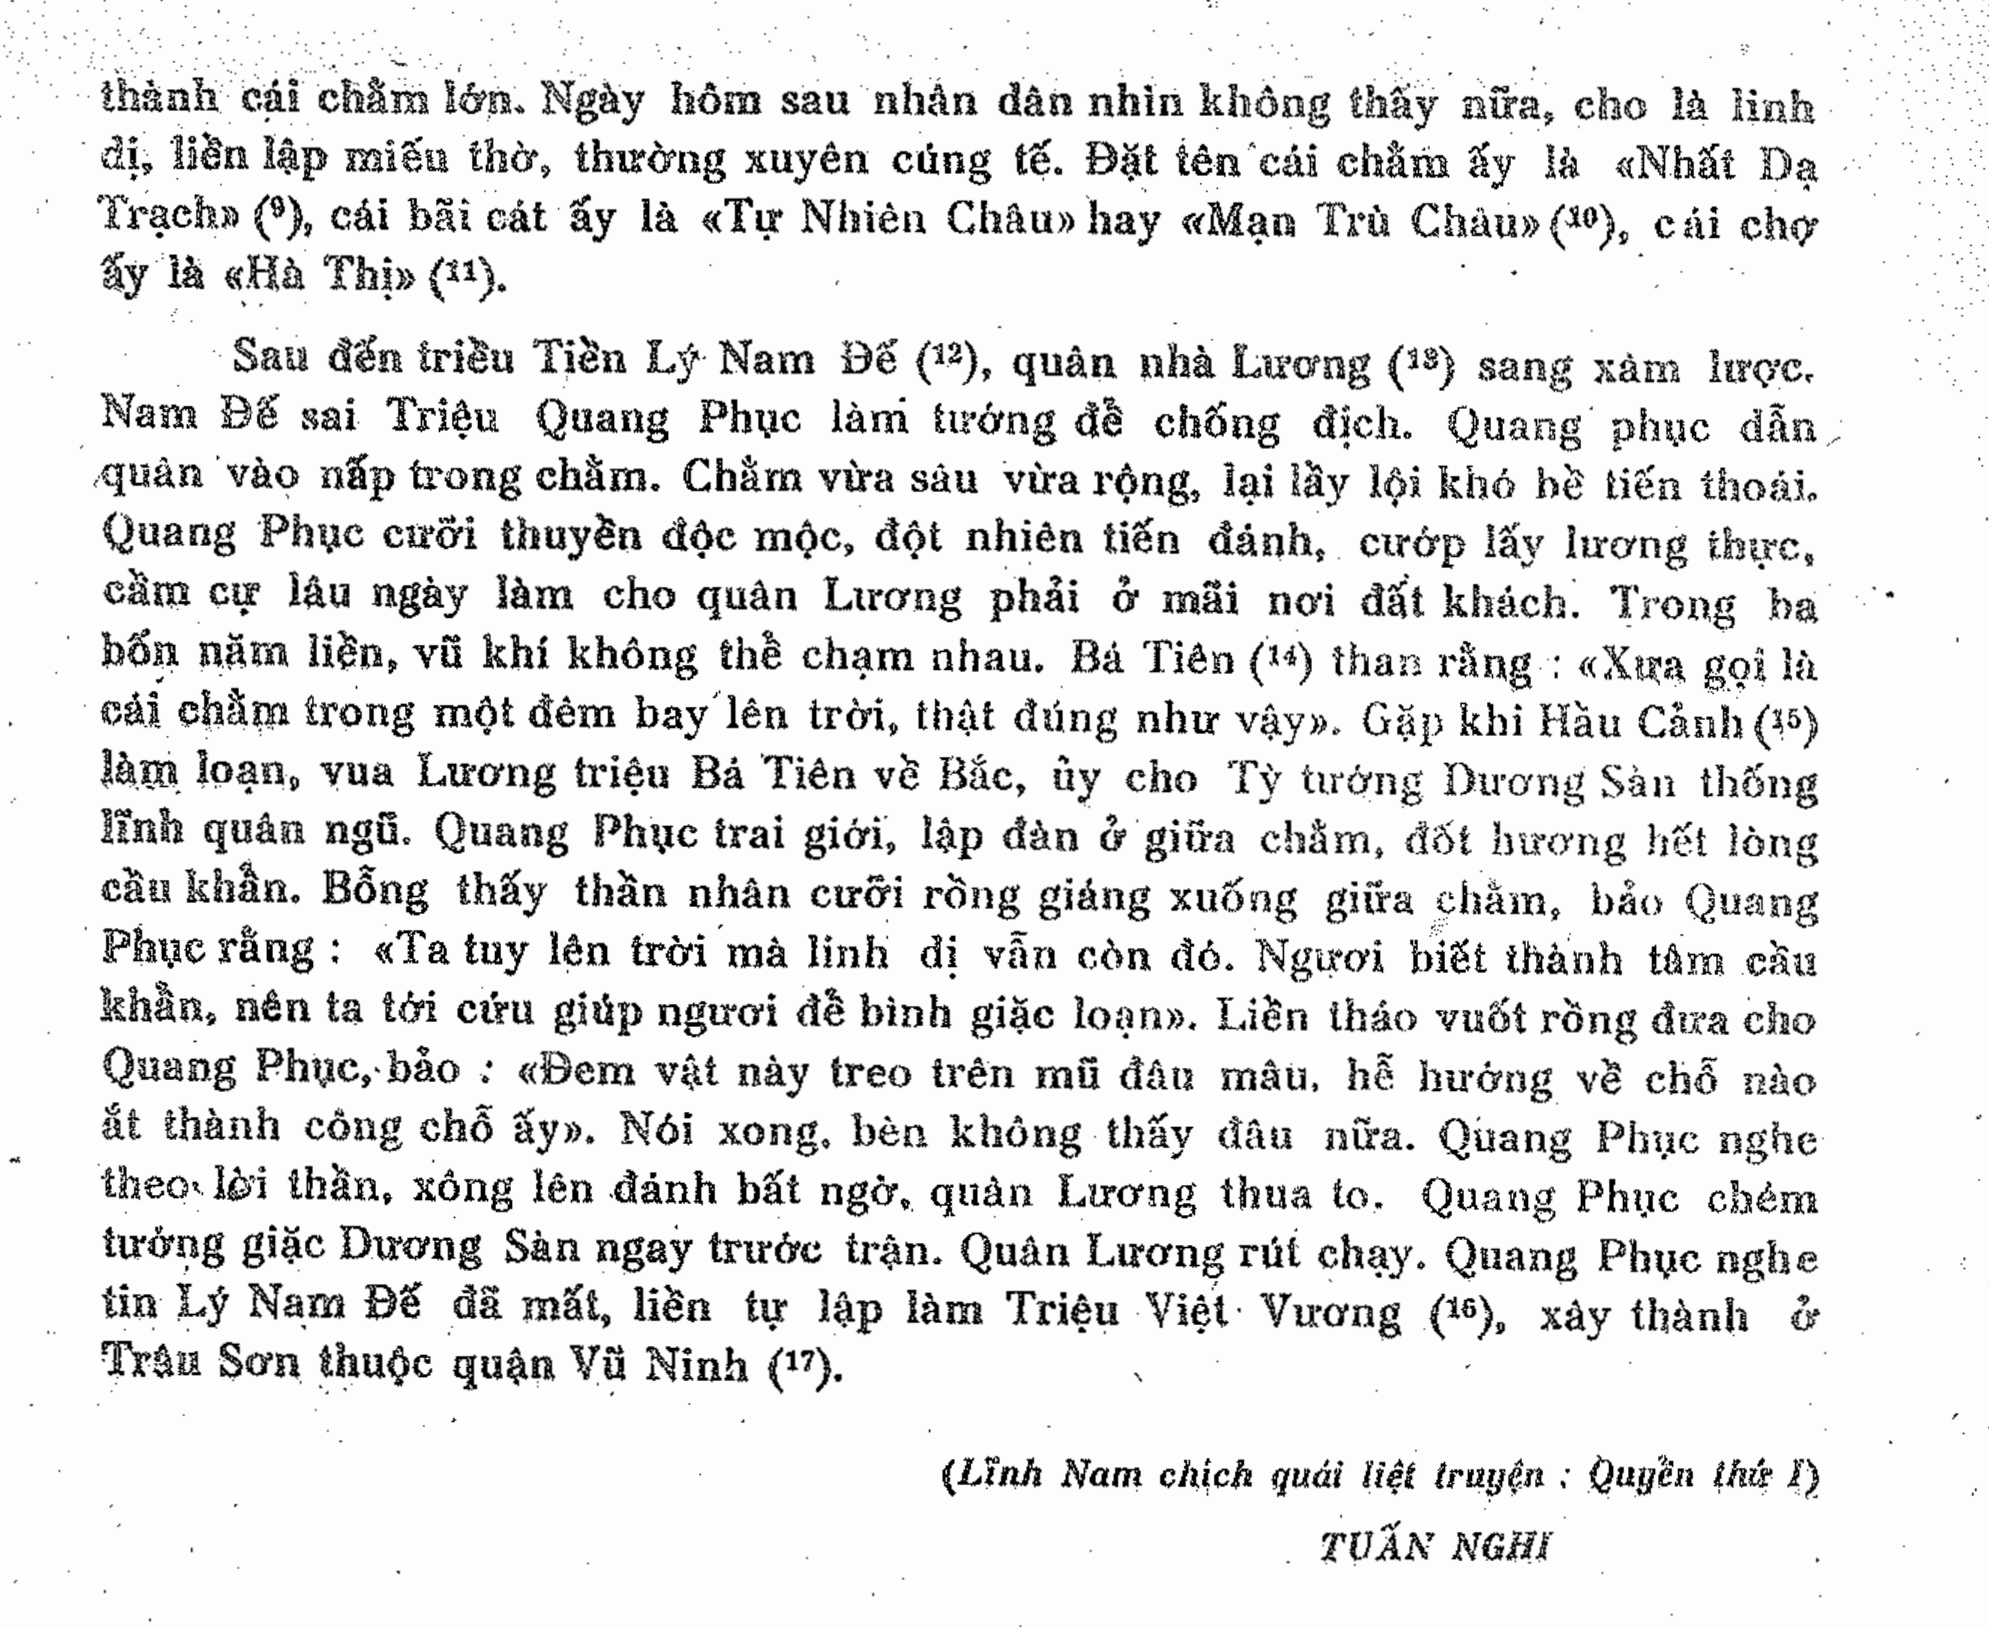 thành cái chằm lớn. Ngày hôm sau nhân dân nhìn không thấy nữa, cho là linh
dị, liền lập miếu thờ, thường xuyên cúng tế. Đặt tên cái chằm ấy là «Nhất Dạ
Trạch» (⁹), cái bãi cát ấy là «Tự Nhiên Châu» hay «Mạn Trù Châu» (¹⁰), cái chợ
ấy là «Hà Thị» (¹¹).
Sau đến triều Tiền Lý Nam Đế (¹²), quân nhà Lương (¹³) sang xâm lược.
Nam Đế sai Triệu Quang Phục làm tướng để chống địch. Quang phục dẫn
quân vào nấp trong chằm. Chằm vừa sâu vừa rộng, lại lầy lội khó bề tiến thoái.
Quang Phục cưỡi thuyền độc mộc, đột nhiên tiến đánh, cướp lấy lương thực,
cầm cự lâu ngày làm cho quân Lương phải ở mãi nơi đất khách. Trong ba
bốn năm liền, vũ khí không thể chạm nhau. Bá Tiên (¹⁴) than rằng : «Xưa gọi là
cái chằm trong một đêm bay lên trời, thật đúng như vậy». Gặp khi Hầu Cảnh (¹⁵)
làm loạn, vua Lương triệu Bá Tiên về Bắc, ủy cho Tỳ tướng Dương Sàn thống
lĩnh quân ngũ. Quang Phục trai giới, lập đàn ở giữa chằm, đốt hương hết lòng
cầu khẩn. Bỗng thấy thần nhân cưỡi rồng giáng xuống giữa chằm, bảo Quang
Phục rằng : «Ta tuy lên trời mà linh dị vẫn còn đó. Ngươi biết thành tâm cầu
khẩn, nên ta tới cứu giúp ngươi để bình giặc loạn». Liền tháo vuốt rồng đưa cho
Quang Phục, bảo : «Đem vật này treo trên mũ đâu mâu, hễ hướng về chỗ nào
ắt thành công chỗ ấy». Nói xong, bèn không thấy đâu nữa. Quang Phục nghe
theo lời thần, xông lên đánh bất ngờ, quân Lương thua to. Quang Phục chém
tướng giặc Dương Sàn ngay trước trận. Quân Lương rút chạy. Quang Phục nghe
tin Lý Nam Đế đã mất, liền tự lập làm Triệu Việt Vương (¹⁶), xây thành ở
Trâu Sơn thuộc quận Vũ Ninh (¹⁷).
(Lĩnh Nam chích quái liệt truyện : Quyển thứ I)
TUẤN NGHI